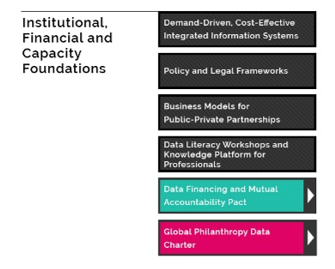 Institutional,
Financial and
Capacity
Foundations
Demand-Driven, Cost-Effective
Integrated Information Systems
Policy and Legal Frameworks
Business Models for
Public-Private Partnerships
Data Literacy Workshops and
Knowledge Platform for
Professionals
Data Financing and Mutual
Accountability Pact
Global Philanthropy Data
Charter